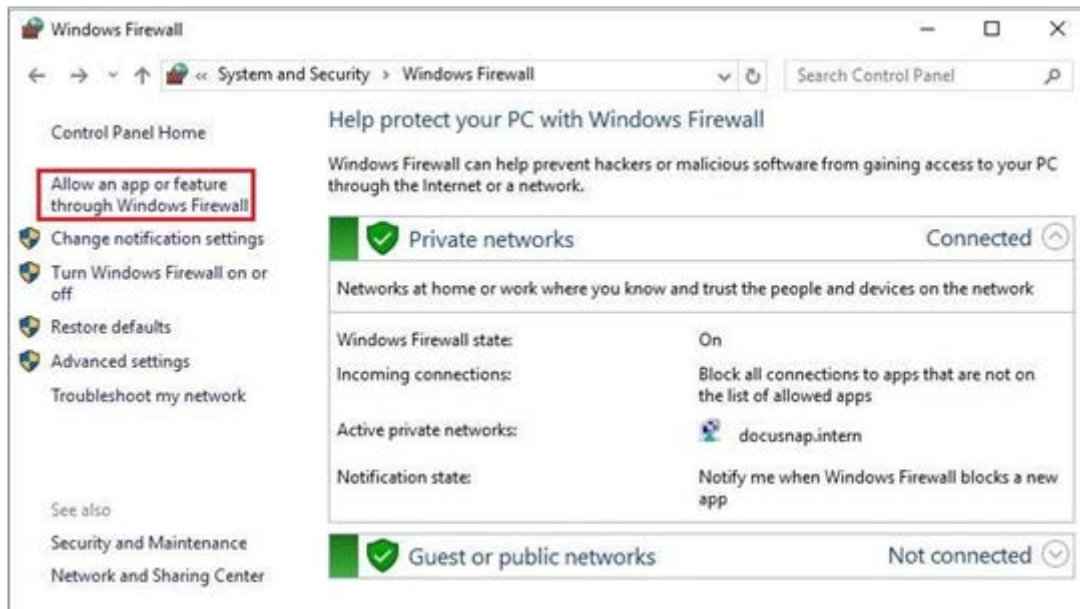 Windows Firewall
« System and Security › Windows Firewall
Search Control Panel
Control Panel Home
Allow an app or feature
through Windows Firewall
Change notification settings
Turn Windows Firewall on or
off
Restore defaults
Advanced settings
Troubleshoot my network
See also
Security and Maintenance
Network and Sharing Center
Help protect your PC with Windows Firewall
Windows Firewall can help prevent hackers or malicious software from gaining access to your PC
through the Internet or a network.
Private networks Connected
Networks at home or work where you know and trust the people and devices on the network
Windows Firewall state: On
Incoming connections: Block all connections to apps that are not on
the list of allowed apps
Active private networks: docusnap.intern
Notification state: Notify me when Windows Firewall blocks a new
app
Guest or public networks Not connected